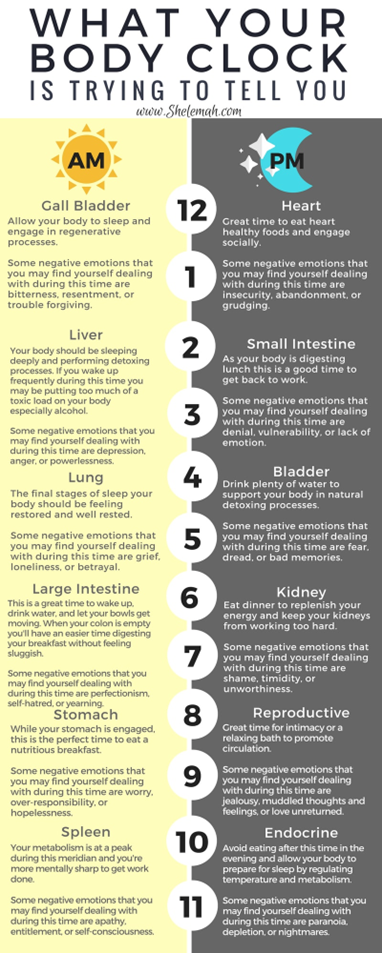 WHAT YOUR
BODY CLOCK
IS TRYING TO TELL YOU
www.Shelemah.com
AM
Gall Bladder
Allow your body to sleep and
engage in regenerative
processes.
Some negative emotions that
you may find yourself dealing
with during this time are
bitterness, resentment, or
trouble forgiving.
Liver
Your body should be sleeping
deeply and performing detoxing
processes. If you wake up
frequently during this time you
may be putting too much of a
toxic load on your body
especially alcohol.
Some negative emotions that you
may find yourself dealing with
during this time are depression,
anger, or powerlessness.
Lung
The final stages of sleep your
body should be feeling
restored and well rested.
Some negative emotions that
you may find yourself dealing
with during this time are grief,
loneliness, or betrayal.
Large Intestine
This is a great time to wake up,
drink water, and let your bowels get
moving. When your colon is empty
you'll have an easier time digesting
your breakfast without feeling
sluggish.
Some negative emotions that you
may find yourself dealing with
during this time are perfectionism,
self-hatred, or yearning.
Stomach
While your stomach is engaged,
this is the perfect time to eat a
nutritious breakfast.
Some negative emotions that
you may find yourself dealing
with during this time are worry,
over-responsibility, or
hopelessness.
Spleen
Your metabolism is at a peak
during this meridian and you're
more mentally sharp to get work
done.
Some negative emotions that you
may find yourself dealing with
during this time are apathy,
entitlement, or self-consciousness.
12
1
2
3
4
5
6
7
8
9
10
11
PM
Heart
Great time to eat heart
healthy foods and engage
socially.
Some negative emotions that
you may find yourself dealing
with during this time are
insecurity, abandonment, or
grudging.
Small Intestine
As your body is digesting
lunch this is a good time to
get back to work.
Some negative emotions that
you may find yourself dealing
with during this time are
denial, vulnerability, or lack of
emotion.
Bladder
Drink plenty of water to
support your body in natural
detoxing processes.
Some negative emotions that
you may find yourself dealing
with during this time are fear,
dread, or bad memories.
Kidney
Eat dinner to replenish your
energy and keep your kidneys
from working too hard.
Some negative emotions that
you may find yourself dealing
with during this time are
shame, timidity, or
unworthiness.
Reproductive
Great time for intimacy or a
relaxing bath to promote
circulation.
Some negative emotions that
you may find yourself dealing
with during this time are
jealousy, muddled thoughts and
feelings, or love unreturned.
Endocrine
Avoid eating after this time in the
evening and allow your body to
prepare for sleep by regulating
temperature and metabolism.
Some negative emotions that you
may find yourself dealing with
during this time are paranoia,
depletion, or nightmares.